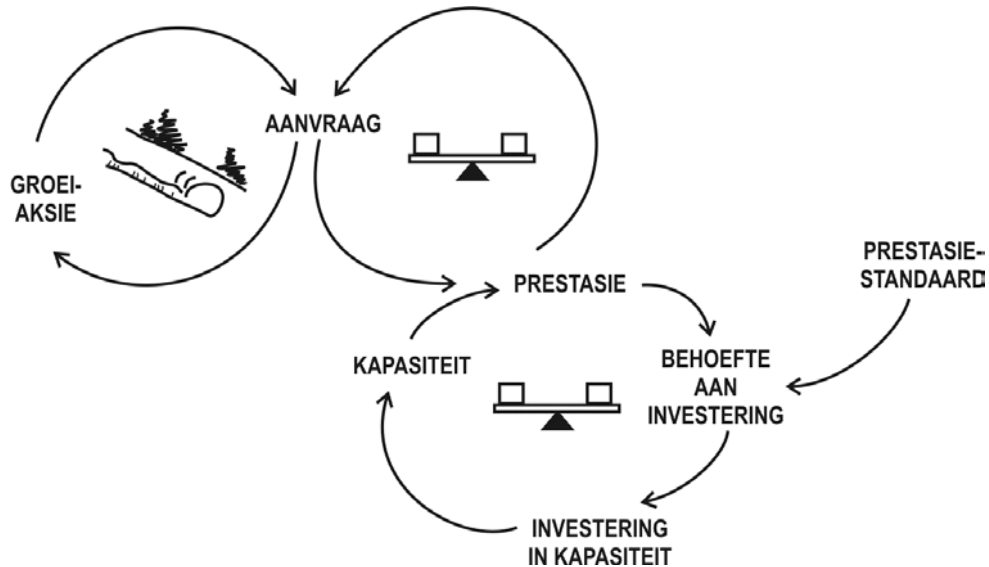 AANVRAAG
GROEI-
AKSIE
PRESTASIE-
STANDAARD
PRESTASIE
KAPASITEIT
BEHOEFTE
AAN
INVESTERING
INVESTERING
IN KAPASITEIT